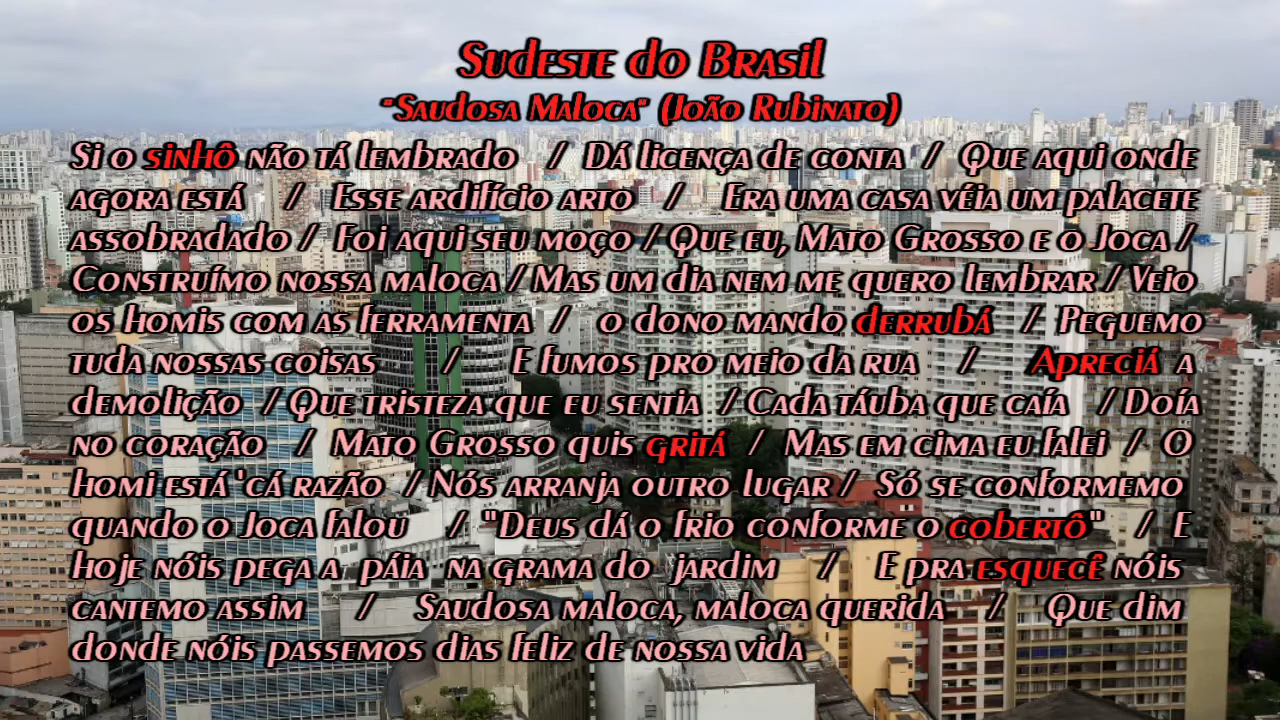 Sudeste do Brasil
"Saudosa Maloca" (João Rubinato)
Si o sinhô não tá lembrado / Dá licença de conta / Que aqui onde
agora está / Esse ardifício arto / Era uma casa véia um palacete
assobradado / Foi aqui seu moço / Que eu, Mato Grosso e o Joca /
Construímo nossa maloca / Mas um dia nem me quero lembrar / Veio
os homis com as ferramenta / o dono mando derrubá / Peguemo
tuda nossas coisas / E fumos pro meio da rua / Apreciá a
demolição / Que tristeza que eu sentia / Cada táuba que caía / Doía
no coração / Mato Grosso quis gritá / Mas em cima eu falei / O
homi está 'cá razão / Nós arranja outro lugar / Só se conformemo
quando o Joca falou / "Deus dá o frio conforme o cobertô" / E
hoje nóis pega a páia na grama do jardim / E pra esquecê nóis
cantemo assim / Saudosa maloca, maloca querida / Que dim
donde nóis passemos dias feliz de nossa vida